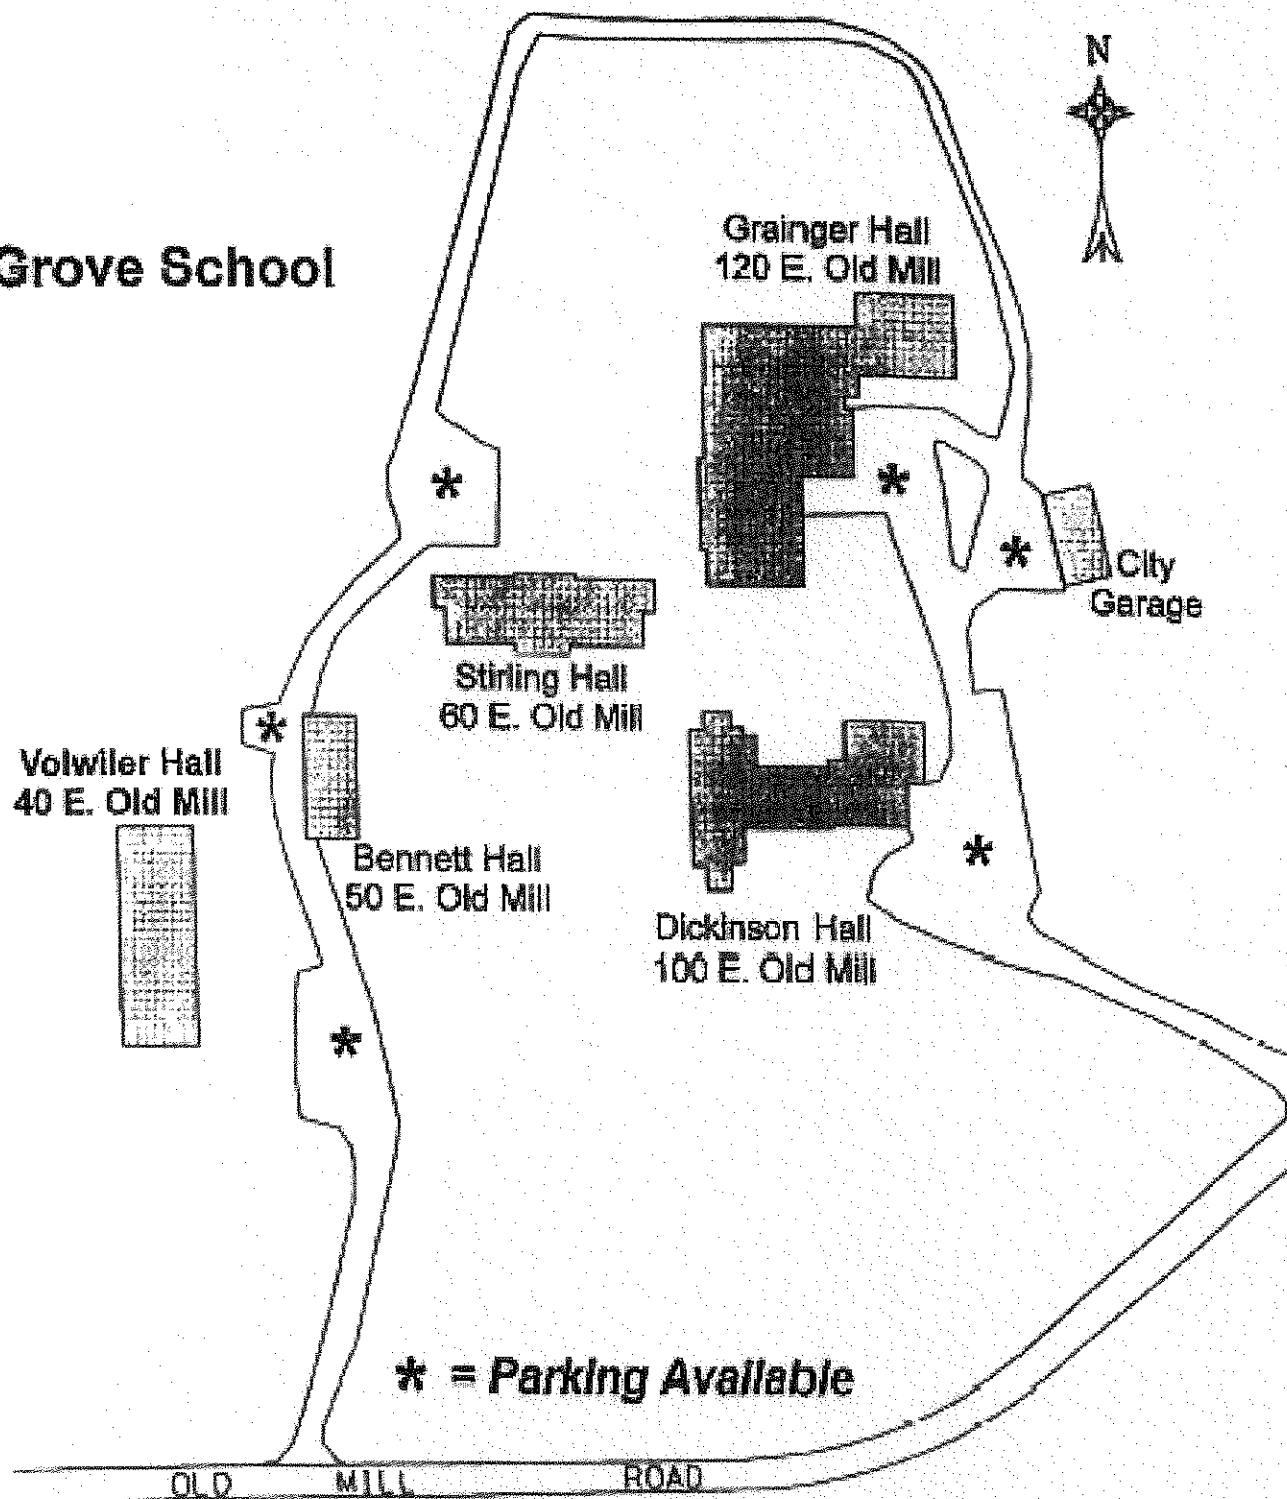 N
Grove School
Grainger Hall
120 E. Old Mill
*
*
*
City
Garage
Stirling Hall
60 E. Old Mill
*
Volwiler Hall
40 E. Old Mill
Bennett Hall
50 E. Old Mill
*
Dickinson Hall
100 E. Old Mill
*
* = Parking Available
OLD MILL ROAD